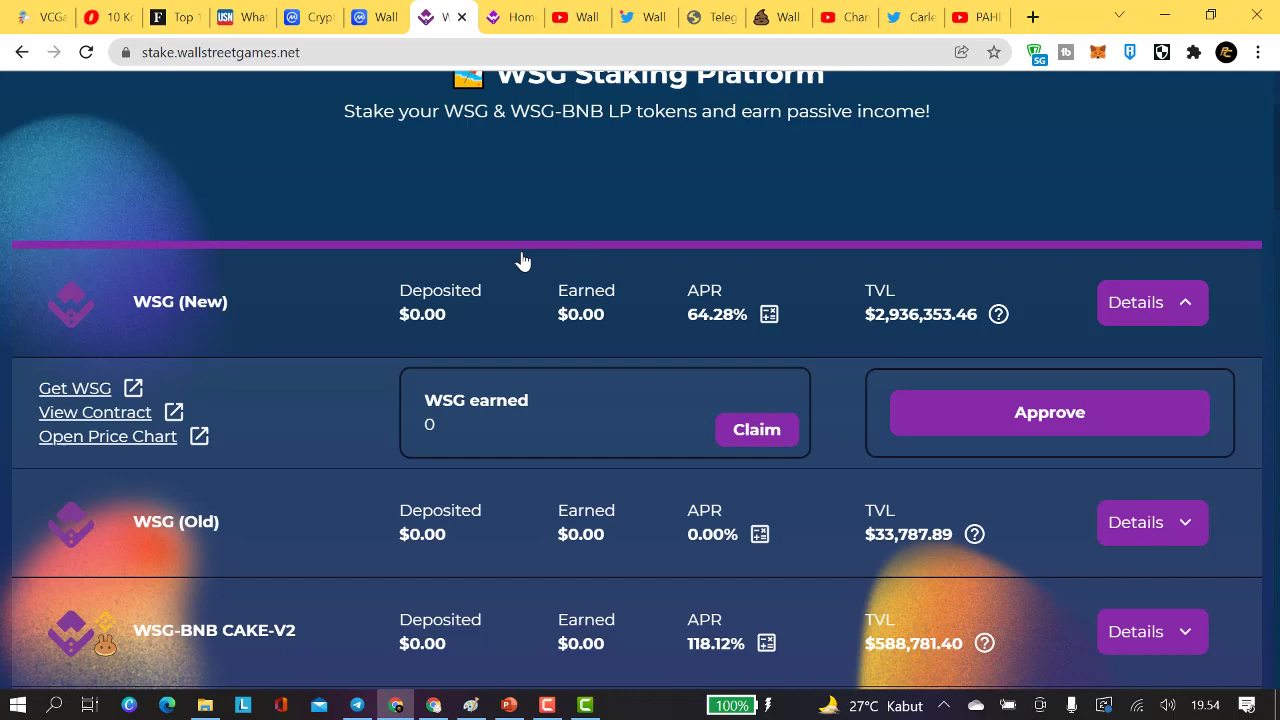 VCG
10 Ko
Top 1
What
Wall
W
Hom
Wall
Wall
Teleg
Wall
Chan
Carle
PAHI
stake.wallstreetgames.net
SG
WSG Staking Platform
Stake your WSG & WSG-BNB LP tokens and earn passive income!
WSG (New)
Deposited
$0.00
Earned
$0.00
APR
64.28%
TVL
$2,936,353.46
Details
Get WSG
View Contract
Open Price Chart
WSG earned
0
Claim
Approve
WSG (Old)
Deposited
$0.00
Earned
$0.00
APR
0.00%
TVL
$33,787.89
Details
WSG-BNB CAKE-V2
Deposited
$0.00
Earned
$0.00
APR
118.12%
TVL
$588,781.40
Details
100%
27°C Kabut
19.54